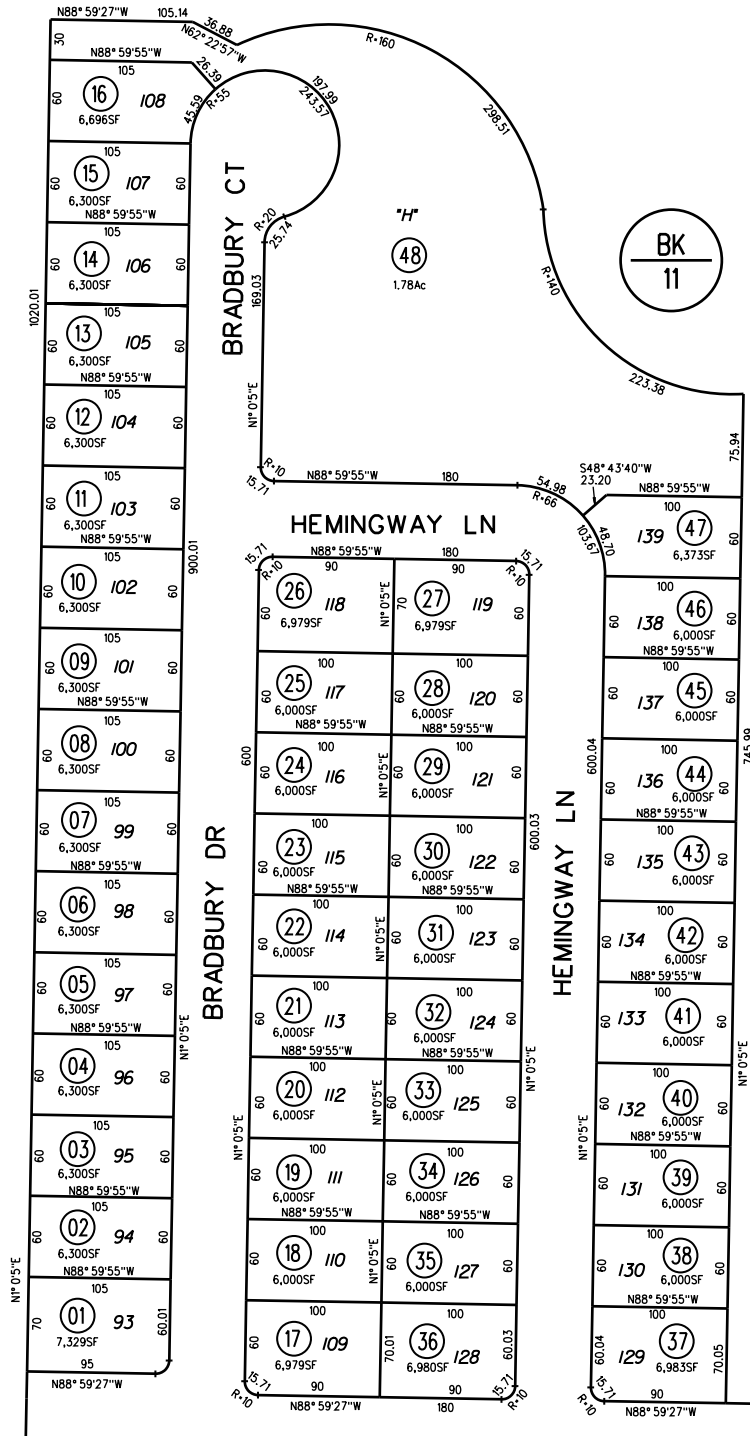 N88° 59'27"W 105.14
36.88
N62° 22'57"W
R=160
298.51
30
N88° 59'55"W
105
26.39
R=55
197.99
243.57
45.59
60
16 108
6,696SF
105
60 15 107 60
6,300SF
N88° 59'55"W
105
60 14 106 60
6,300SF
1020.01
105
60 13 105 60
6,300SF
N88° 59'55"W
105
60 12 104 60
6,300SF
105
60 11 103 60
6,300SF
N88° 59'55"W
105
60 10 102 60
6,300SF
900.01
105
60 09 101 60
6,300SF
N88° 59'55"W
105
60 08 100 60
6,300SF
105
60 07 99 60
6,300SF
N88° 59'55"W
105
60 06 98 60
6,300SF
105
60 05 97 60
6,300SF
N88° 59'55"W
N1° 0'5"E
105
60 04 96 60
6,300SF
105
60 03 95 60
6,300SF
N88° 59'55"W
105
60 02 94 60
6,300SF
N88° 59'55"W
N1° 0'5"E
105
70 01 93 60.01
7,329SF
95
N88° 59'27"W
BRADBURY CT
BRADBURY DR
R=20
25.74
169.03
N1° 0'5"E
R=10
15.71
"H"
48
1.78Ac
BK
11
R=140
223.38
75.94
N88° 59'55"W 180
54.98
R=66
S48° 43'40"W
23.20
103.67
48.70
HEMINGWAY LN
15.71
R=10
N88° 59'55"W 180
15.71
R=10
90
60 26 118
6,979SF
N1° 0'5"E
90
70 27 119
6,979SF
100
60 25 117
6,000SF
N88° 59'55"W
100
60 28 120 60
6,000SF
N88° 59'55"W
600
100
60 24 116
6,000SF
N1° 0'5"E
100
60 29 121 60
6,000SF
100
60 23 115
6,000SF
N88° 59'55"W
100
60 30 122 60
6,000SF
N88° 59'55"W
600.03
100
60 22 114
6,000SF
N1° 0'5"E
100
60 31 123 60
6,000SF
100
60 21 113
6,000SF
N88° 59'55"W
100
60 32 124 60
6,000SF
N88° 59'55"W
100
60 20 112
6,000SF
N1° 0'5"E
100
60 33 125 60
6,000SF
N1° 0'5"E
N1° 0'5"E
100
60 19 111
6,000SF
N88° 59'55"W
100
60 34 126 60
6,000SF
N88° 59'55"W
100
60 18 110
6,000SF
N1° 0'5"E
100
60 35 127 60
6,000SF
100
60 17 109
6,979SF
100
70.01 36 128 60.03
6,980SF
15.71
R=10
90
N88° 59'27"W
90
180
15.71
R=10
HEMINGWAY LN
N88° 59'55"W
100
139 47 60
6,373SF
100
60 138 46 60
6,000SF
N88° 59'55"W
100
60 137 45 60
6,000SF
745.99
600.04
100
60 136 44 60
6,000SF
N88° 59'55"W
100
60 135 43 60
6,000SF
100
60 134 42 60
6,000SF
N88° 59'55"W
100
60 133 41 60
6,000SF
N1° 0'5"E
100
60 132 40 60
6,000SF
N88° 59'55"W
N1° 0'5"E
100
60 131 39 60
6,000SF
100
60 130 38 60
6,000SF
N88° 59'55"W
100
60.04 129 37 70.05
6,983SF
15.71
R=10
90
N88° 59'27"W